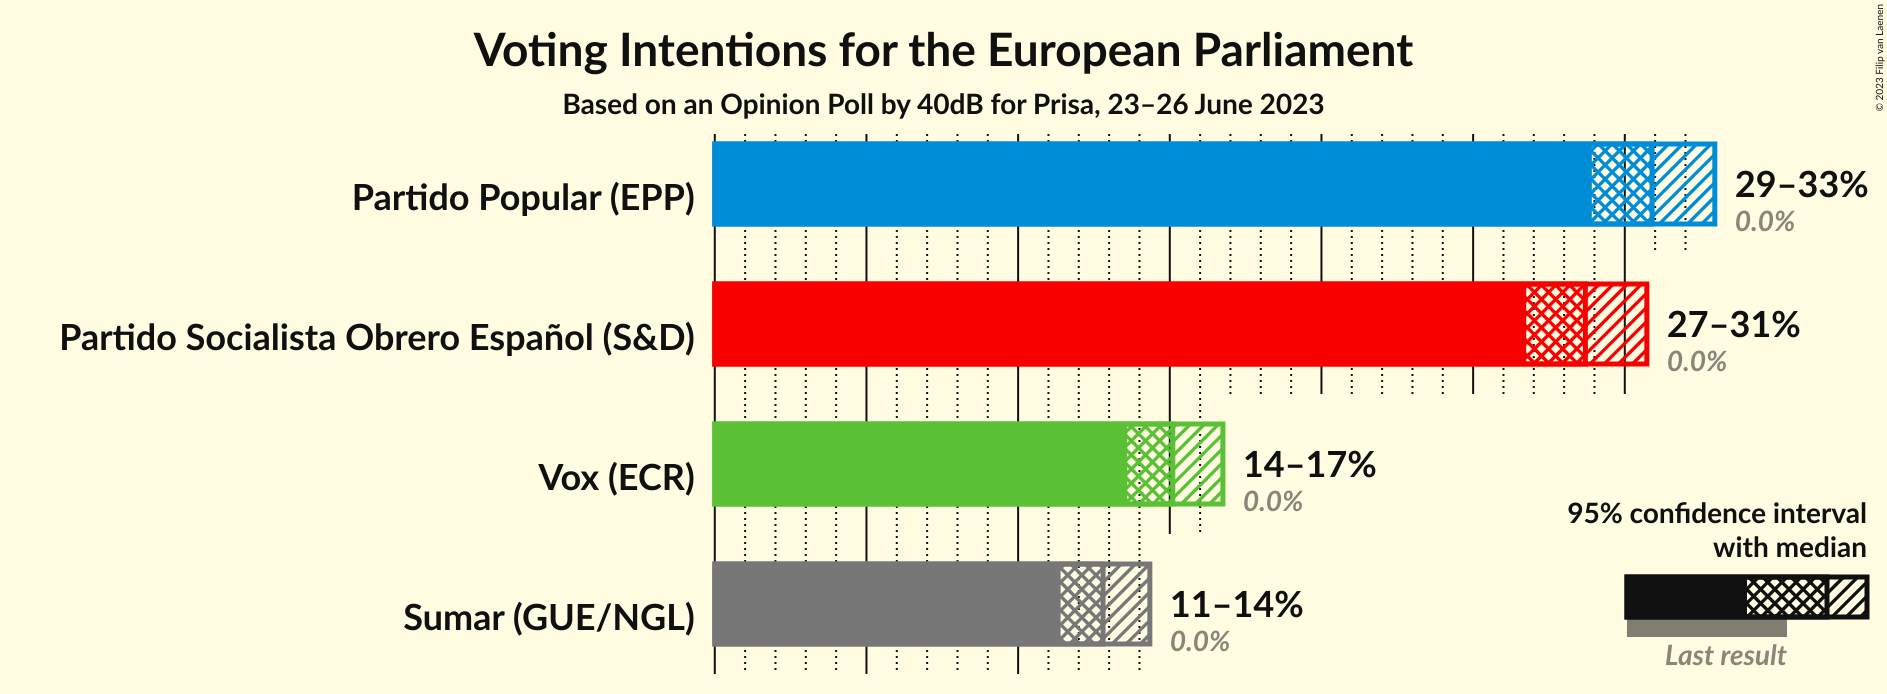 Voting Intentions for the European Parliament
Based on an Opinion Poll by 40dB for Prisa, 23–26 June 2023
© 2023 Filip van Laenen
Partido Popular (EPP)
29–33%
0.0%
Partido Socialista Obrero Español (S&D)
27–31%
0.0%
Vox (ECR)
14–17%
0.0%
Sumar (GUE/NGL)
11–14%
0.0%
95% confidence interval
with median
Last result